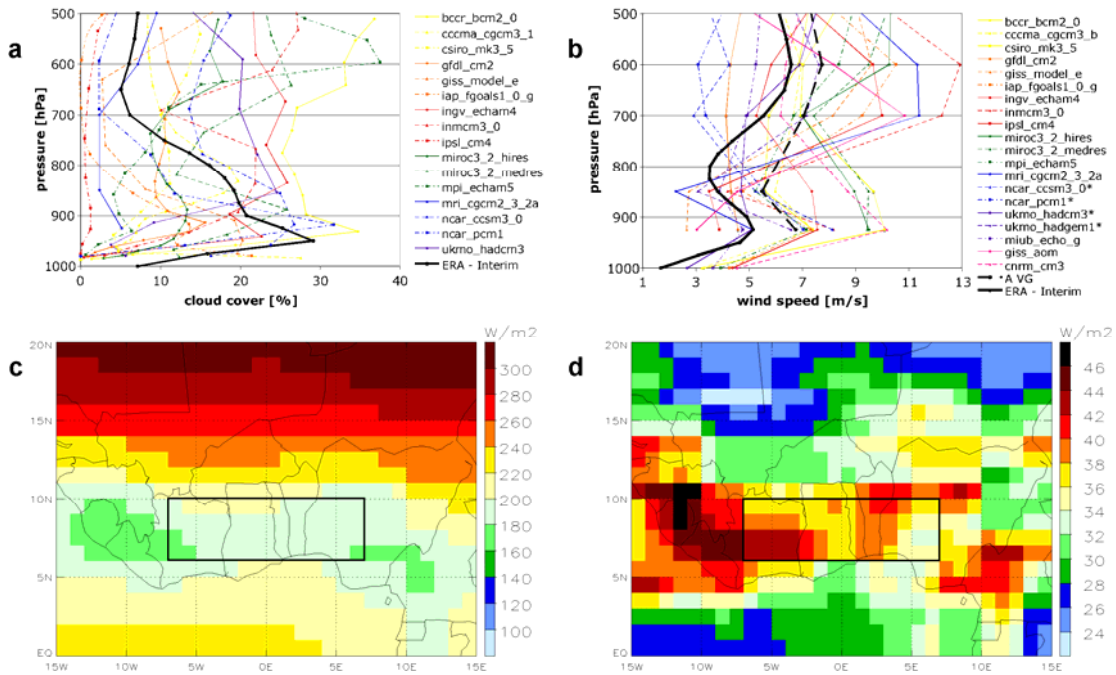 a
500
600
700
800
900
1000
pressure [hPa]
0
10
20
30
40
cloud cover [%]
bccr_bcm2_0
cccma_cgcm3_1
csiro_mk3_5
gfdl_cm2
giss_model_e
iap_fgoals1_0_g
ingv_echam4
inmcm3_0
ipsl_cm4
miroc3_2_hires
miroc3_2_medres
mpi_echam5
mri_cgcm2_3_2a
ncar_ccsm3_0
ncar_pcm1
ukmo_hadcm3
ERA - Interim
b
500
600
700
800
900
1000
pressure [hPa]
1
3
5
7
9
11
13
wind speed [m/s]
bccr_bcm2_0
cccma_cgcm3_b
csiro_mk3_5
gfdl_cm2
giss_model_e
iap_fgoals1_0_g
ingv_echam4
inmcm3_0
ipsl_cm4
miroc3_2_hires
miroc3_2_medres
mpi_echam5
mri_cgcm2_3_2a
ncar_ccsm3_0*
ncar_pcm1*
ukmo_hadcm3*
ukmo_hadgem1*
miub_echo_g
giss_aom
cnrm_cm3
A VG
ERA - Interim
c
20N
15N
10N
5N
EQ
15W
10W
5W
0E
5E
10E
15E
W/m2
300
280
260
240
220
200
180
160
140
120
100
d
20N
15N
10N
5N
EQ
15W
10W
5W
0E
5E
10E
15E
W/m2
46
44
42
40
38
36
34
32
30
28
26
24